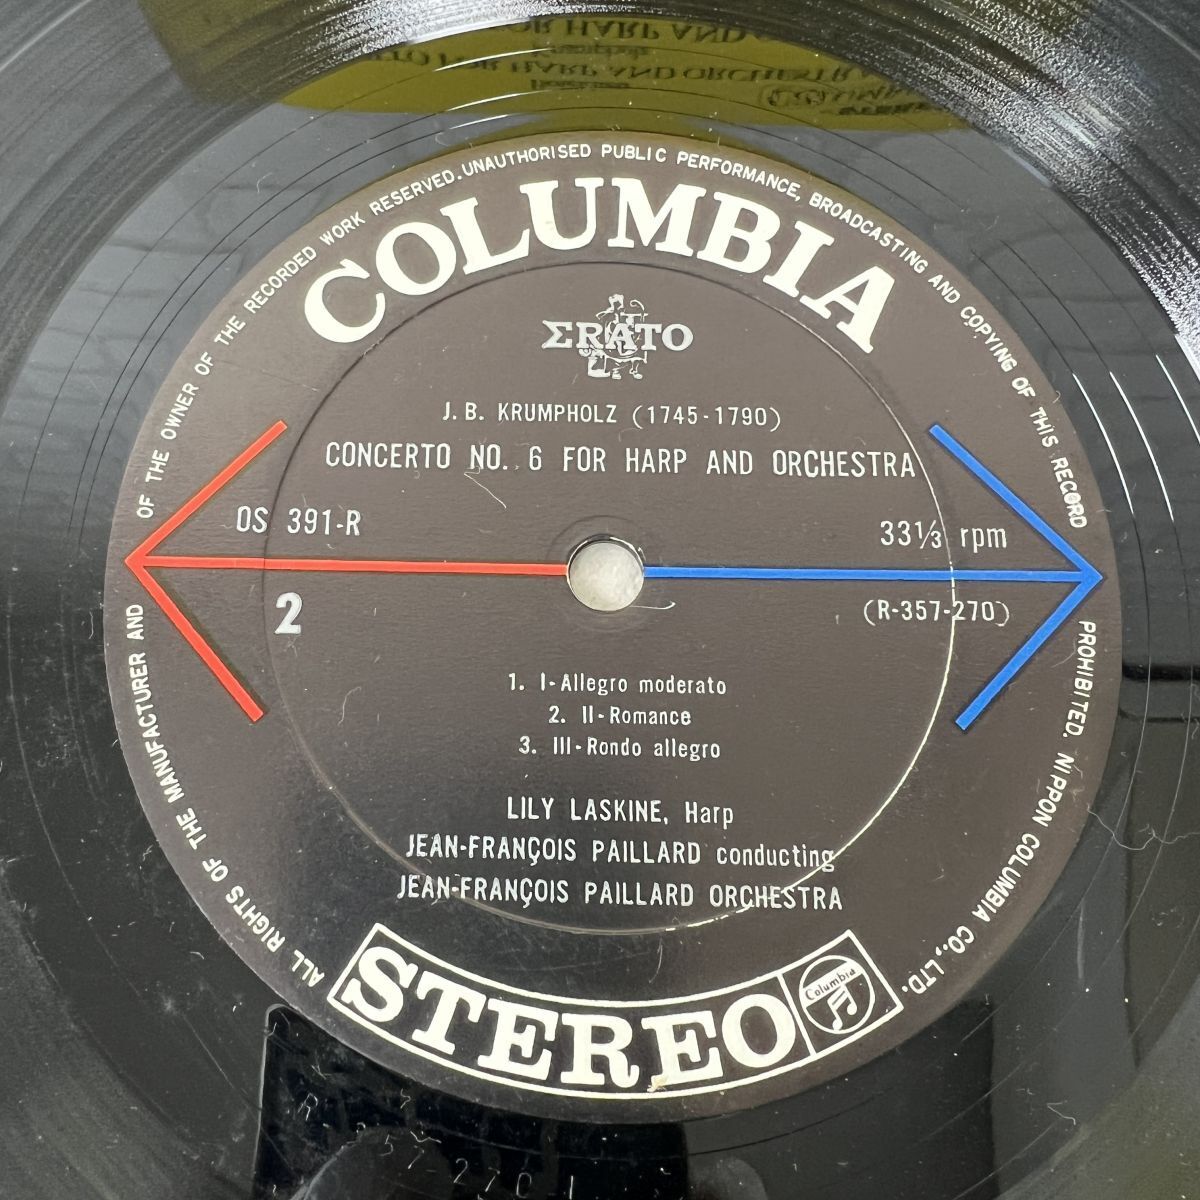 ALL RIGHTS OF THE MANUFACTURER AND OF THE OWNER OF THE RECORDED WORK RESERVED. UNAUTHORISED PUBLIC PERFORMANCE, BROADCASTING AND COPYING OF THIS RECORD PROHIBITED. NIPPON COLUMBIA CO., LTD.
COLUMBIA
ΣRATO
J. B. KRUMPHOLZ (1745-1790)
CONCERTO NO. 6 FOR HARP AND ORCHESTRA
OS 391-R
33⅓ rpm
2
(R-357-270)
1. I-Allegro moderato
2. II-Romance
3. III-Rondo allegro
LILY LASKINE, Harp
JEAN-FRANÇOIS PAILLARD conducting
JEAN-FRANÇOIS PAILLARD ORCHESTRA
STEREO
Columbia